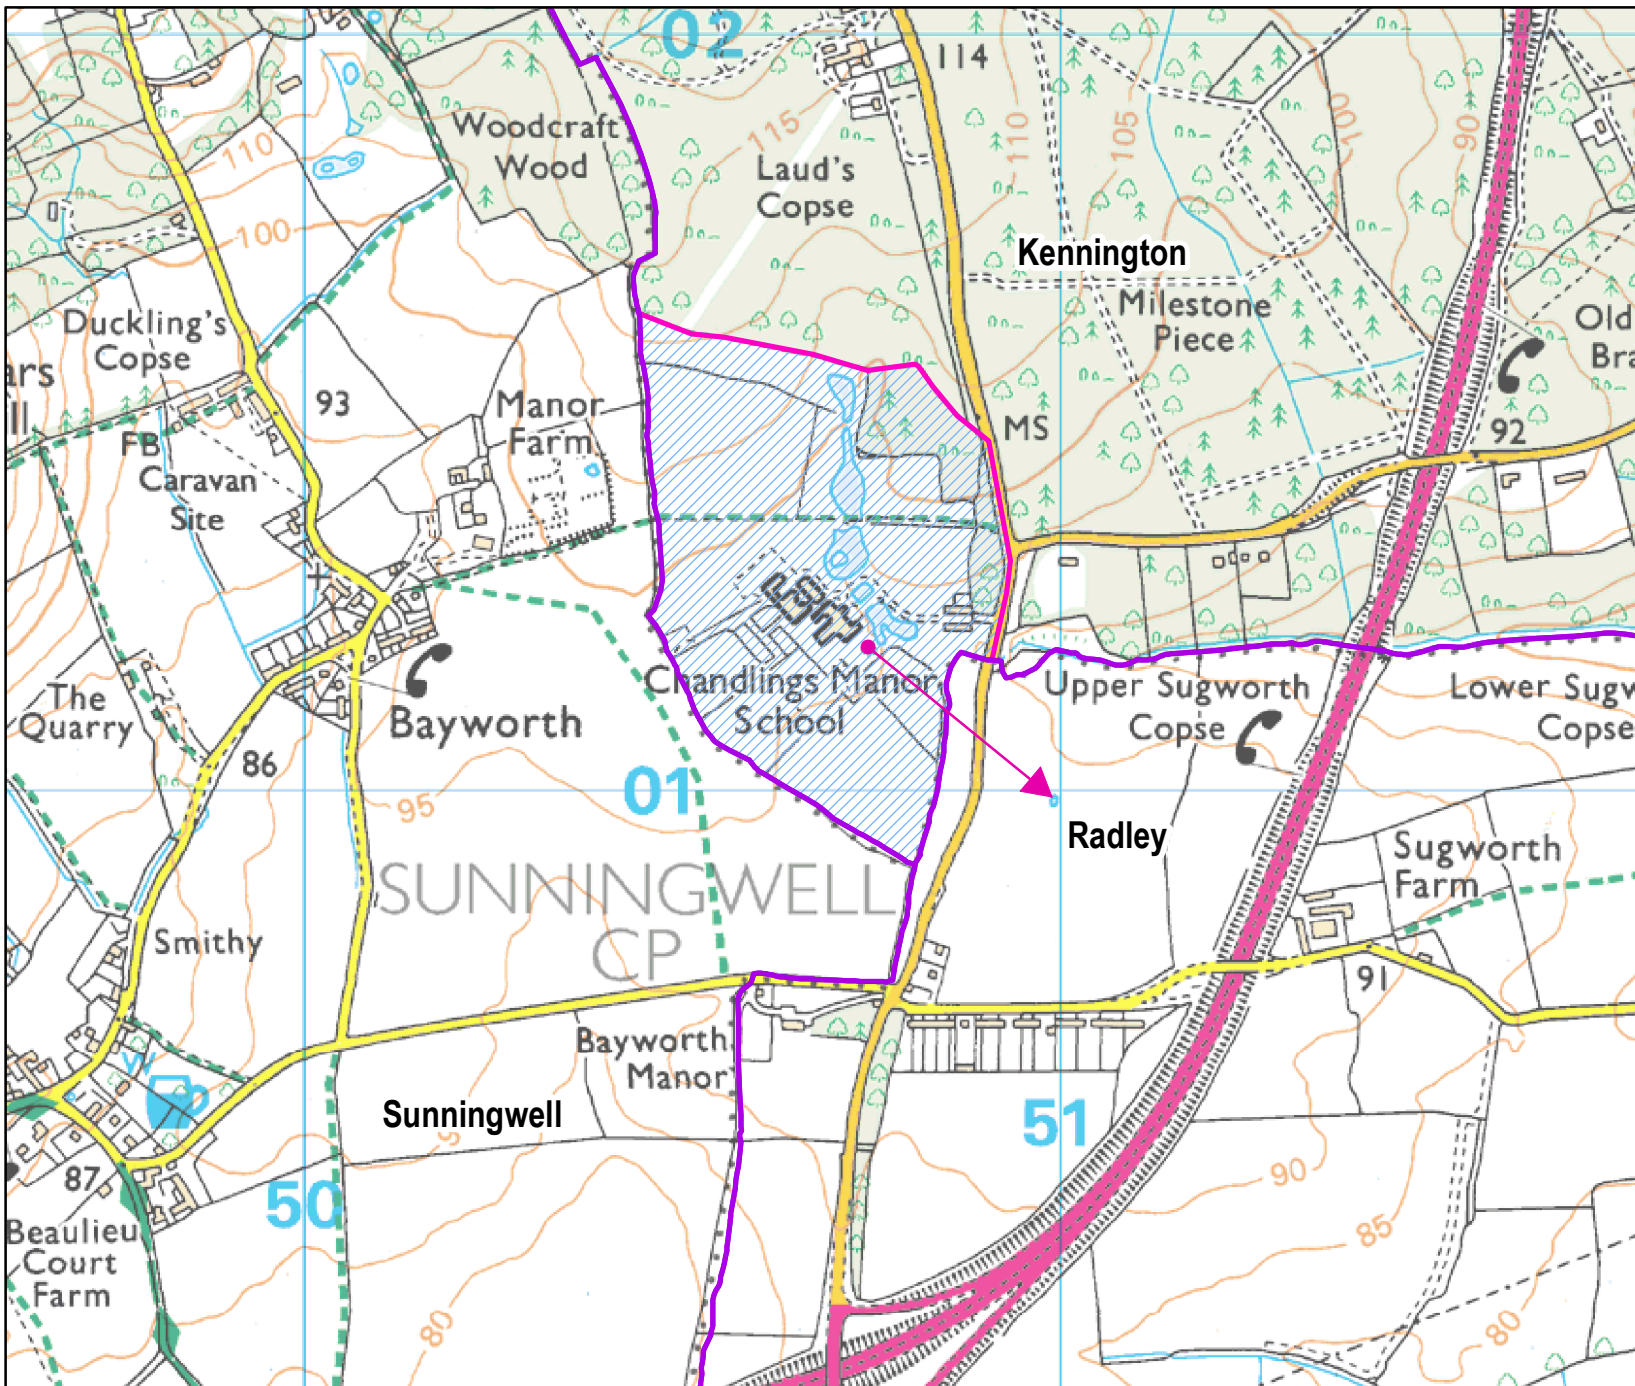 02
114
Woodcraft
Wood
110
115
Laud's
Copse
110
105
100
90
100
Kennington
Milestone
Piece
Duckling's
Copse
Old
Bra
ars
ll
93
Manor
Farm
MS
92
FB
Caravan
Site
The
Quarry
Chandlings Manor
School
Upper Sugworth
Copse
Lower Sugw
Copse
Bayworth
86
95
01
Radley
Sugworth
Farm
SUNNINGWELL
CP
Smithy
91
Bayworth
Manor
W
Sunningwell
51
87
50
90
Beaulieu
Court
Farm
85
80
80